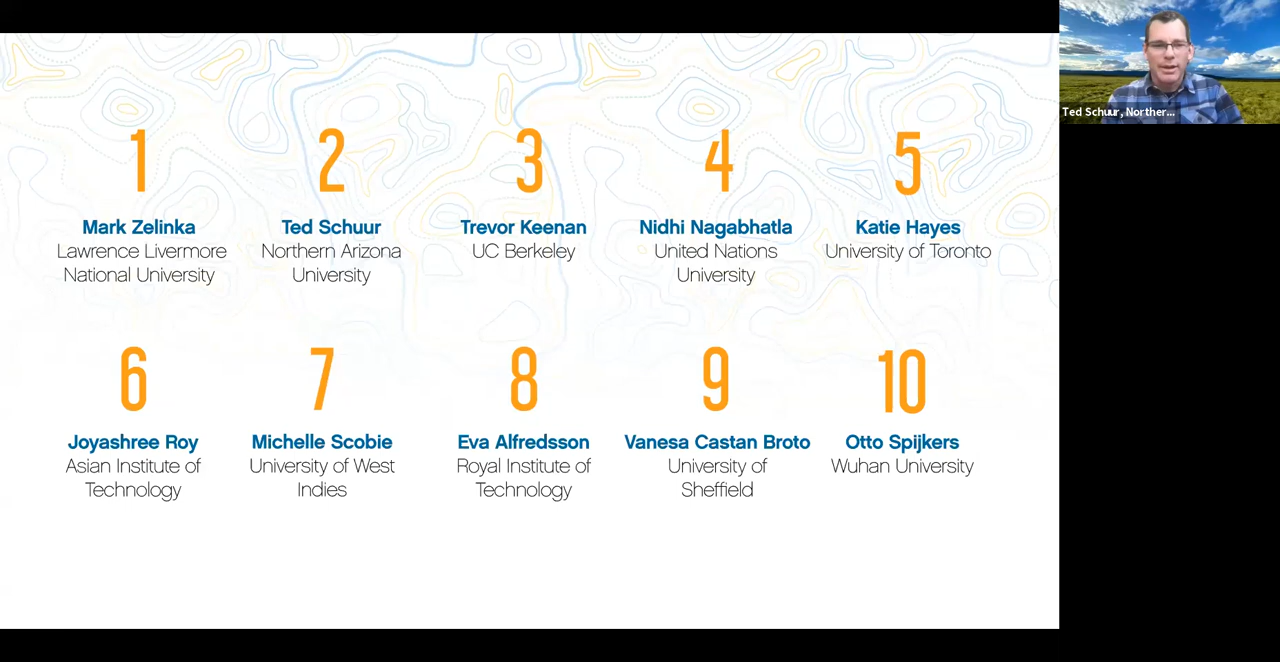 Ted Schuur, Norther...
1
2
3
4
5
Mark Zelinka
Lawrence Livermore
National University
Ted Schuur
Northern Arizona
University
Trevor Keenan
UC Berkeley
Nidhi Nagabhatla
United Nations
University
Katie Hayes
University of Toronto
6
7
8
9
10
Joyashree Roy
Asian Institute of
Technology
Michelle Scobie
University of West
Indies
Eva Alfredsson
Royal Institute of
Technology
Vanesa Castan Broto
University of
Sheffield
Otto Spijkers
Wuhan University